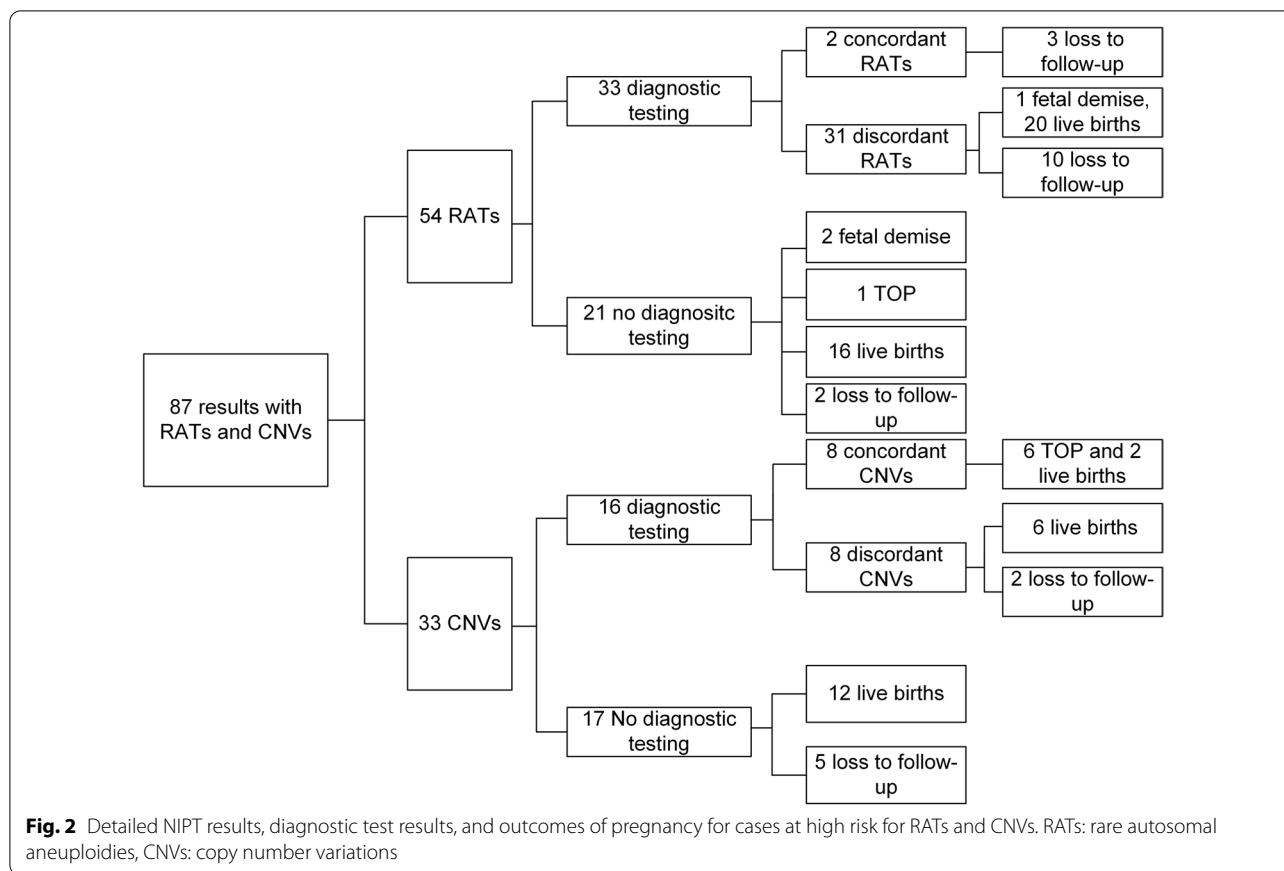 87 results with
RATs and CNVs
54 RATs
33 diagnostic
testing
2 concordant
RATs
3 loss to
follow-up
31 discordant
RATs
1 fetal demise,
20 live births
10 loss to
follow-up
21 no diagnositc
testing
2 fetal demise
1 TOP
16 live births
2 loss to follow-
up
33 CNVs
16 diagnostic
testing
8 concordant
CNVs
6 TOP and 2
live births
8 discordant
CNVs
6 live births
2 loss to follow-
up
17 No diagnostic
testing
12 live births
5 loss to follow-
up
Fig. 2 Detailed NIPT results, diagnostic test results, and outcomes of pregnancy for cases at high risk for RATs and CNVs. RATs: rare autosomal
aneuploidies, CNVs: copy number variations